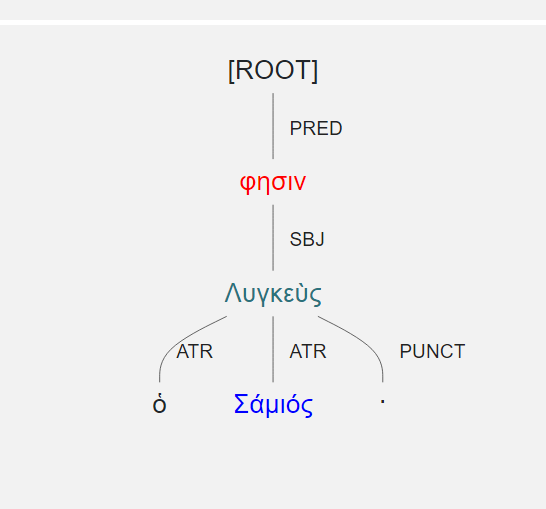 [ROOT]
PRED
φησιν
SBJ
Λυγκεὺς
ATR ATR PUNCT
ὁ Σάμιός ·